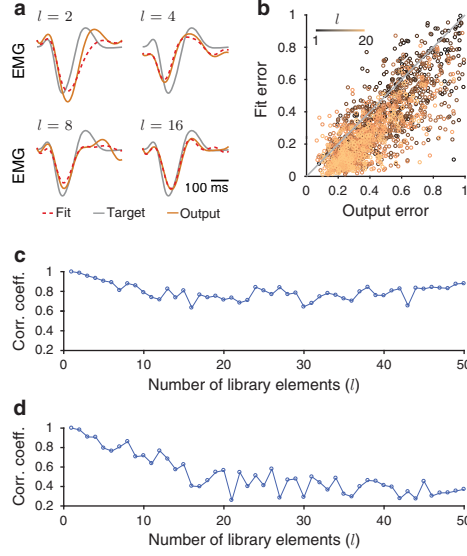 a
l = 2
l = 4
EMG
l = 8
l = 16
EMG
100 ms
Fit
Target
Output
b
l
1
20
1
0.8
0.6
0.4
0.2
0
Fit error
0
0.2
0.4
0.6
0.8
1
Output error
c
1
0.8
0.6
0.4
0.2
Corr. coeff.
0
10
20
30
40
50
Number of library elements (l)
d
1
0.8
0.6
0.4
0.2
Corr. coeff.
0
10
20
30
40
50
Number of library elements (l)